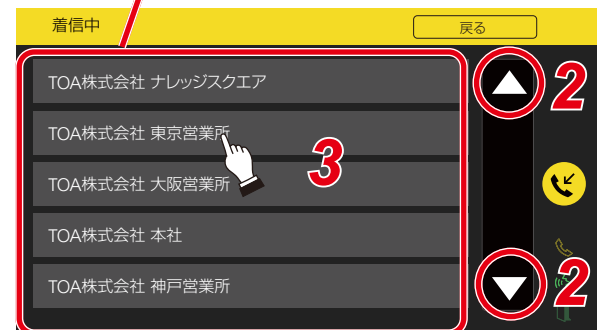 着信中
戻る
TOA株式会社 ナレッジスクエア
2
TOA株式会社 東京営業所
3
TOA株式会社 大阪営業所
TOA株式会社 本社
TOA株式会社 神戸営業所
2